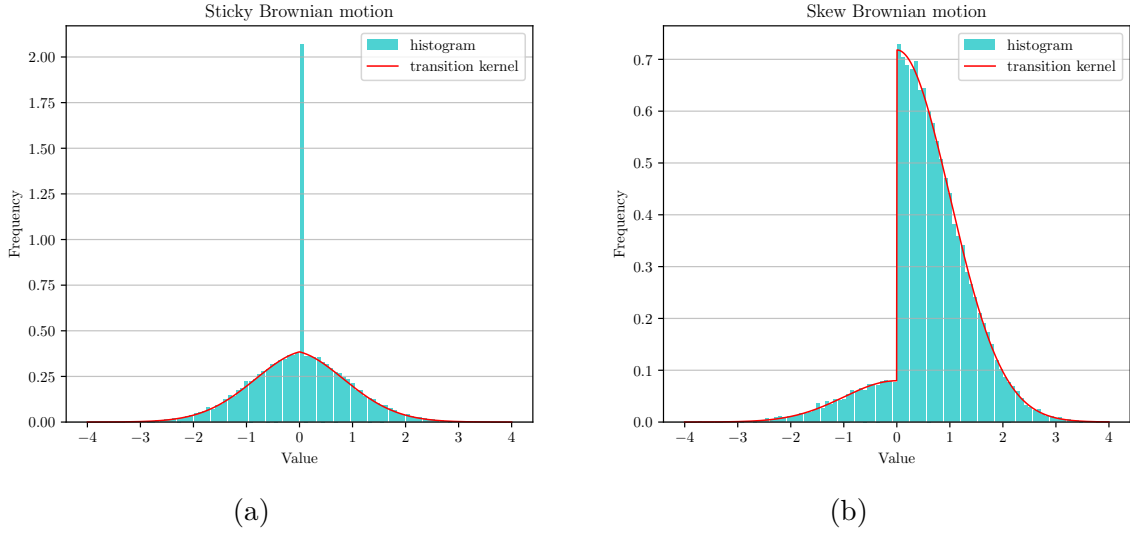 Sticky Brownian motion
histogram
transition kernel
2.00
1.75
1.50
1.25
1.00
0.75
0.50
0.25
0.00
Frequency
−4 −3 −2 −1 0 1 2 3 4
Value
(a)
Skew Brownian motion
histogram
transition kernel
0.7
0.6
0.5
0.4
0.3
0.2
0.1
0.0
Frequency
−4 −3 −2 −1 0 1 2 3 4
Value
(b)